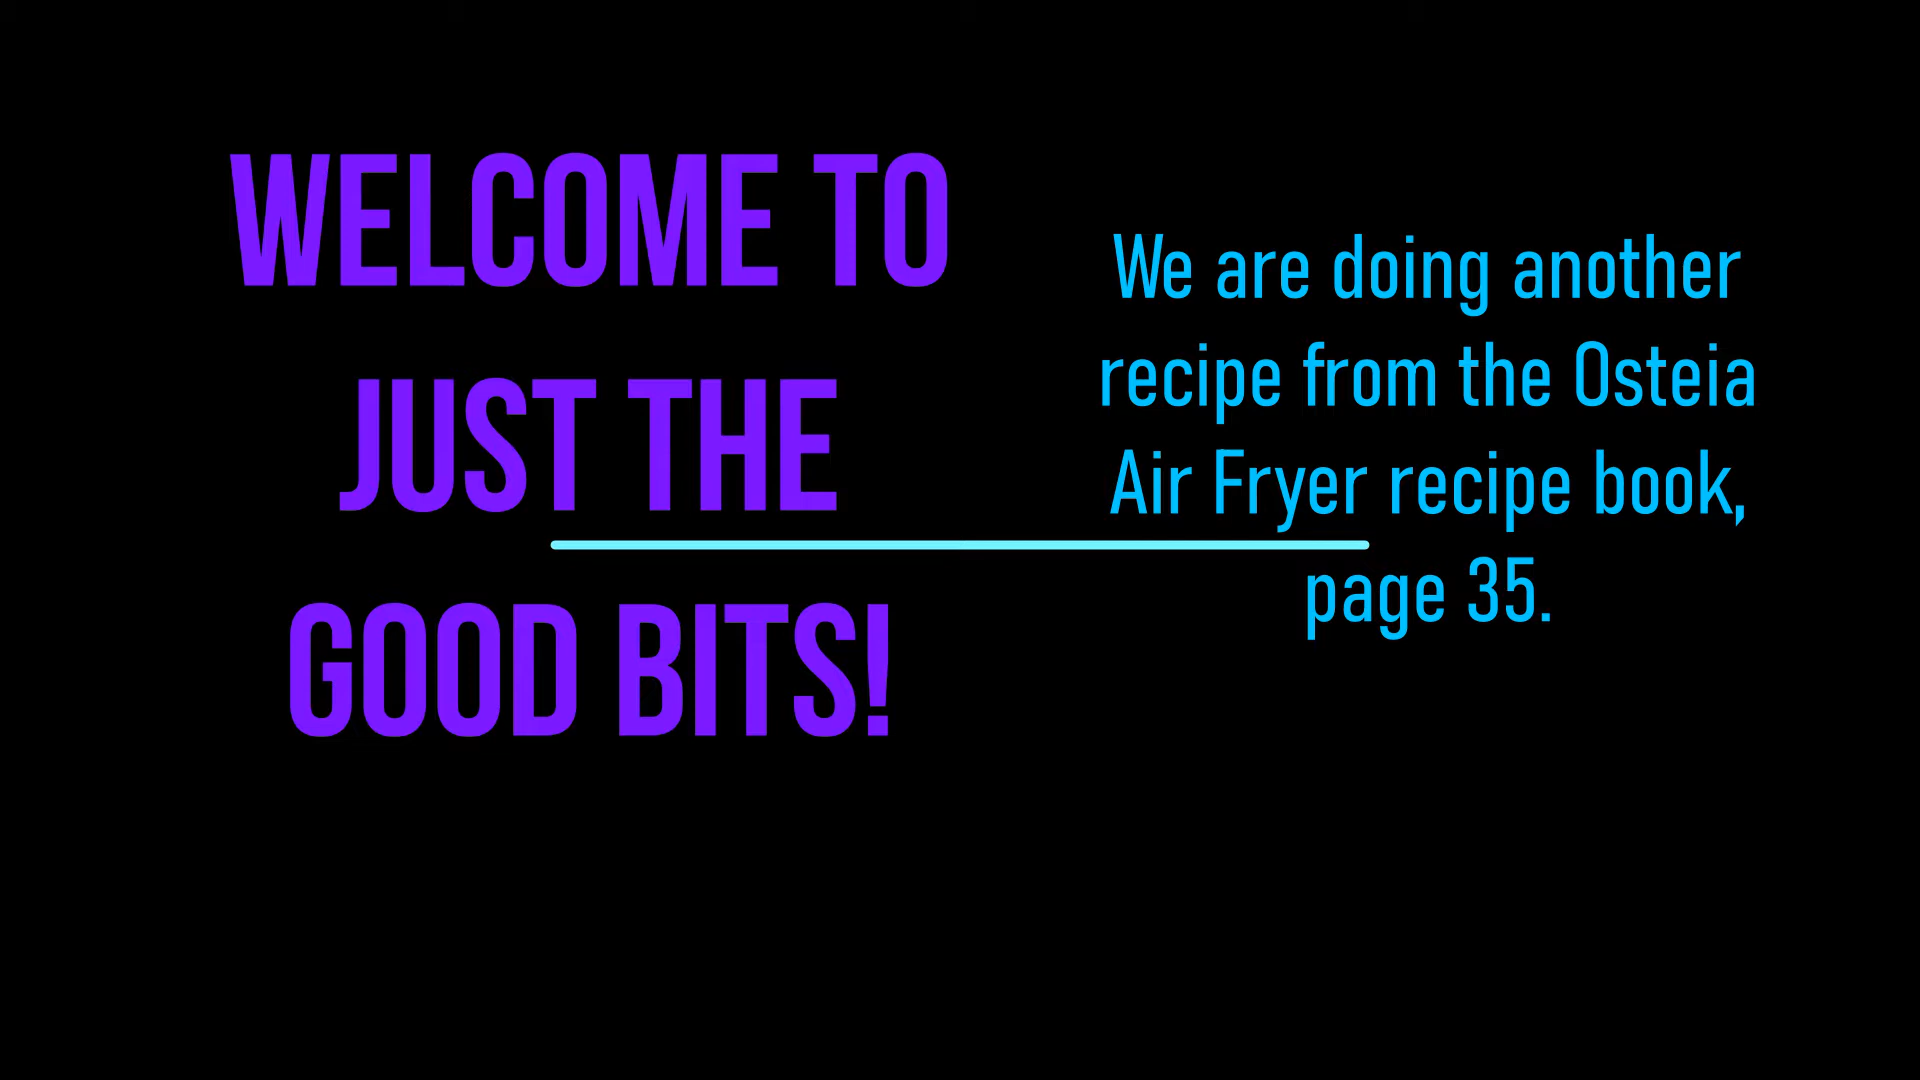 WELCOME TO
JUST THE
GOOD BITS!
We are doing another
recipe from the Osteia
Air Fryer recipe book,
page 35.